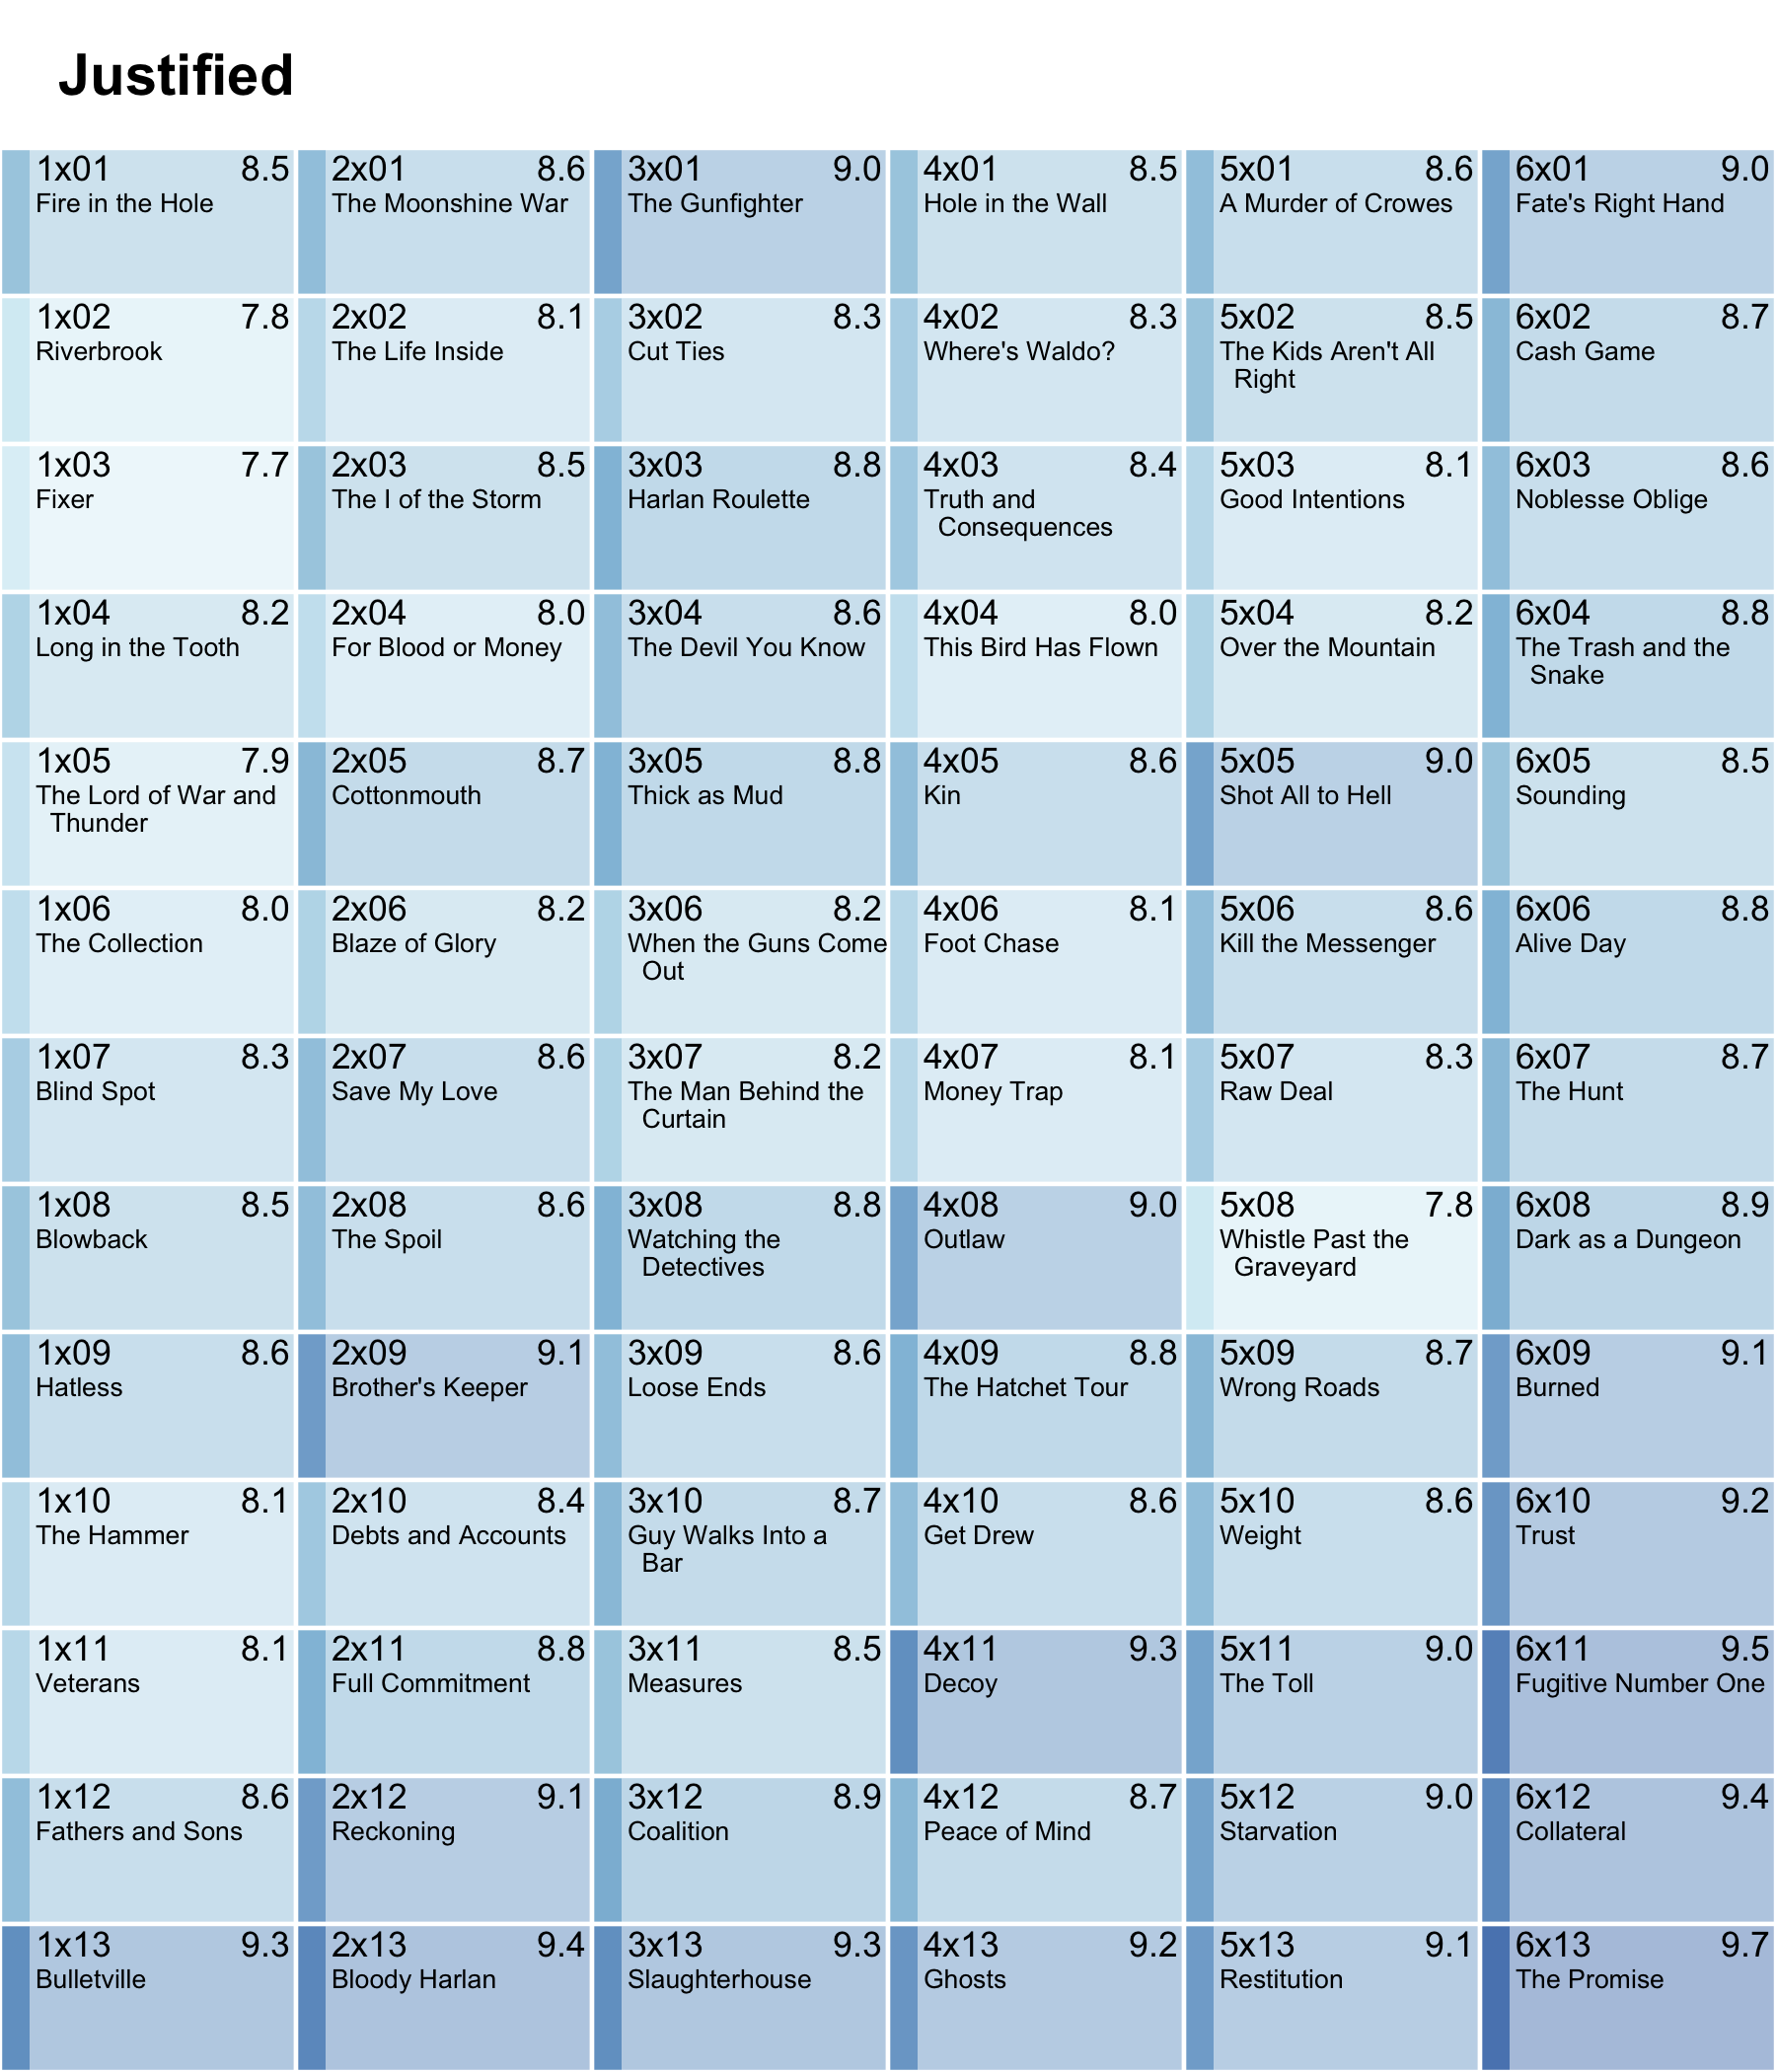 Justified
1x01 8.5
Fire in the Hole
2x01 8.6
The Moonshine War
3x01 9.0
The Gunfighter
4x01 8.5
Hole in the Wall
5x01 8.6
A Murder of Crowes
6x01 9.0
Fate's Right Hand
1x02 7.8
Riverbrook
2x02 8.1
The Life Inside
3x02 8.3
Cut Ties
4x02 8.3
Where's Waldo?
5x02 8.5
The Kids Aren't All
Right
6x02 8.7
Cash Game
1x03 7.7
Fixer
2x03 8.5
The I of the Storm
3x03 8.8
Harlan Roulette
4x03 8.4
Truth and
Consequences
5x03 8.1
Good Intentions
6x03 8.6
Noblesse Oblige
1x04 8.2
Long in the Tooth
2x04 8.0
For Blood or Money
3x04 8.6
The Devil You Know
4x04 8.0
This Bird Has Flown
5x04 8.2
Over the Mountain
6x04 8.8
The Trash and the
Snake
1x05 7.9
The Lord of War and
Thunder
2x05 8.7
Cottonmouth
3x05 8.8
Thick as Mud
4x05 8.6
Kin
5x05 9.0
Shot All to Hell
6x05 8.5
Sounding
1x06 8.0
The Collection
2x06 8.2
Blaze of Glory
3x06 8.2
When the Guns Come
Out
4x06 8.1
Foot Chase
5x06 8.6
Kill the Messenger
6x06 8.8
Alive Day
1x07 8.3
Blind Spot
2x07 8.6
Save My Love
3x07 8.2
The Man Behind the
Curtain
4x07 8.1
Money Trap
5x07 8.3
Raw Deal
6x07 8.7
The Hunt
1x08 8.5
Blowback
2x08 8.6
The Spoil
3x08 8.8
Watching the
Detectives
4x08 9.0
Outlaw
5x08 7.8
Whistle Past the
Graveyard
6x08 8.9
Dark as a Dungeon
1x09 8.6
Hatless
2x09 9.1
Brother's Keeper
3x09 8.6
Loose Ends
4x09 8.8
The Hatchet Tour
5x09 8.7
Wrong Roads
6x09 9.1
Burned
1x10 8.1
The Hammer
2x10 8.4
Debts and Accounts
3x10 8.7
Guy Walks Into a
Bar
4x10 8.6
Get Drew
5x10 8.6
Weight
6x10 9.2
Trust
1x11 8.1
Veterans
2x11 8.8
Full Commitment
3x11 8.5
Measures
4x11 9.3
Decoy
5x11 9.0
The Toll
6x11 9.5
Fugitive Number One
1x12 8.6
Fathers and Sons
2x12 9.1
Reckoning
3x12 8.9
Coalition
4x12 8.7
Peace of Mind
5x12 9.0
Starvation
6x12 9.4
Collateral
1x13 9.3
Bulletville
2x13 9.4
Bloody Harlan
3x13 9.3
Slaughterhouse
4x13 9.2
Ghosts
5x13 9.1
Restitution
6x13 9.7
The Promise